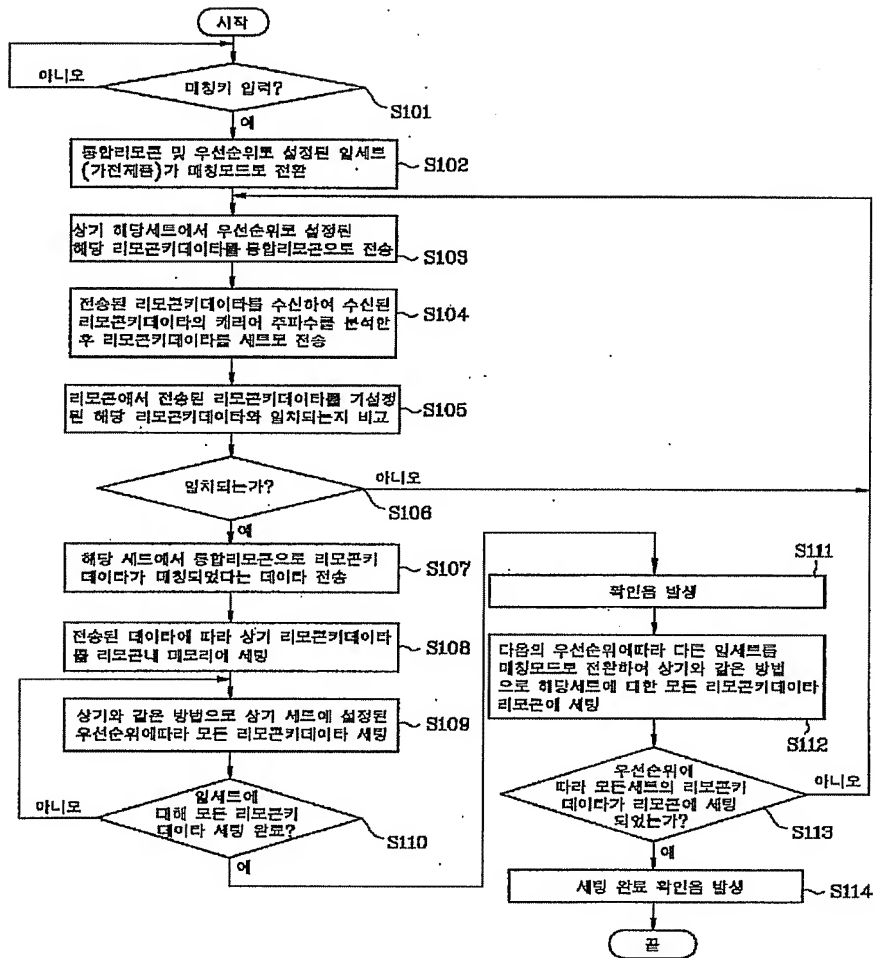 시작
아니오
매칭키 입력?
S101
예
통합리모콘 및 우선순위로 설정된 일세트
(가전제품)가 매칭모드로 전환
S102
상기 해당세트에서 우선순위로 설정된
해당 리모콘키데이타를 통합리모콘으로 전송
S103
전송된 리모콘키데이타를 수신하여 수신된
리모콘키데이타의 캐리어 주파수를 분석한
후 리모콘키데이타를 세트로 전송
S104
리모콘에서 전송된 리모콘키데이타를 기설정
된 해당 리모콘키데이타와 일치되는지 비교
S105
일치되는가?
아니오
S106
예
해당 세트에서 통합리모콘으로 리모콘키
데이타가 매칭되었다는 데이타 전송
S107
전송된 데이타에 따라 상기 리모콘키데이타
를 리모콘내 메모리에 세팅
S108
상기와 같은 방법으로 상기 세트에 설정된
우선순위에따라 모든 리모콘키데이타 세팅
S109
아니오
일세트에
대해 모든 리모콘키
데이타 세팅 완료?
S110
예
S111
확인음 발생
다음의 우선순위에따라 다른 일세트를
매칭모드로 전환하여 상기와 같은 방법
으로 해당세트에 대한 모든 리모콘키데이타
리모콘에 세팅
S112
우선순위에
따라 모든세트의 리모콘키
데이타가 리모콘에 세팅
되었는가?
아니오
S113
예
세팅 완료 확인음 발생
S114
끝